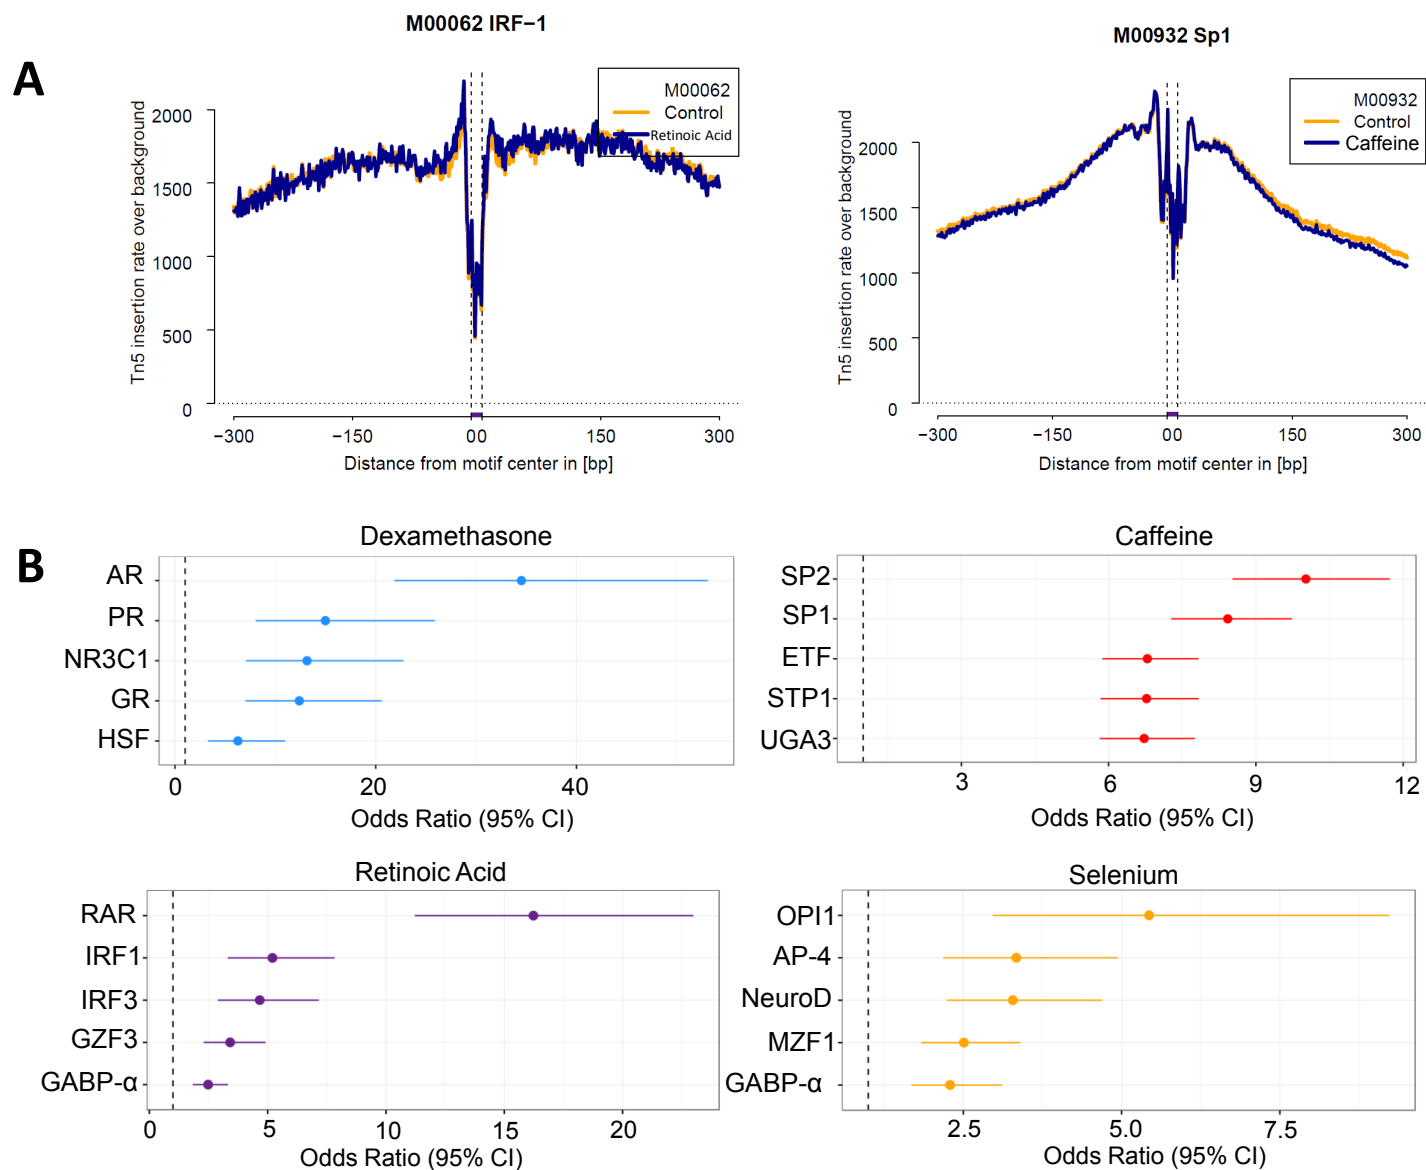 A
M00062 IRF−1
Tn5 insertion rate over background
2000
1500
1000
500
0
M00062
Control
Retinoic Acid
−300
−150
00
150
300
Distance from motif center in [bp]
M00932 Sp1
Tn5 insertion rate over background
2000
1500
1000
500
0
M00932
Control
Caffeine
−300
−150
00
150
300
Distance from motif center in [bp]
B
Dexamethasone
AR
PR
NR3C1
GR
HSF
0
20
40
Odds Ratio (95% CI)
Caffeine
SP2
SP1
ETF
STP1
UGA3
3
6
9
12
Odds Ratio (95% CI)
Retinoic Acid
RAR
IRF1
IRF3
GZF3
GABP-α
0
5
10
15
20
Odds Ratio (95% CI)
Selenium
OPI1
AP-4
NeuroD
MZF1
GABP-α
2.5
5.0
7.5
Odds Ratio (95% CI)